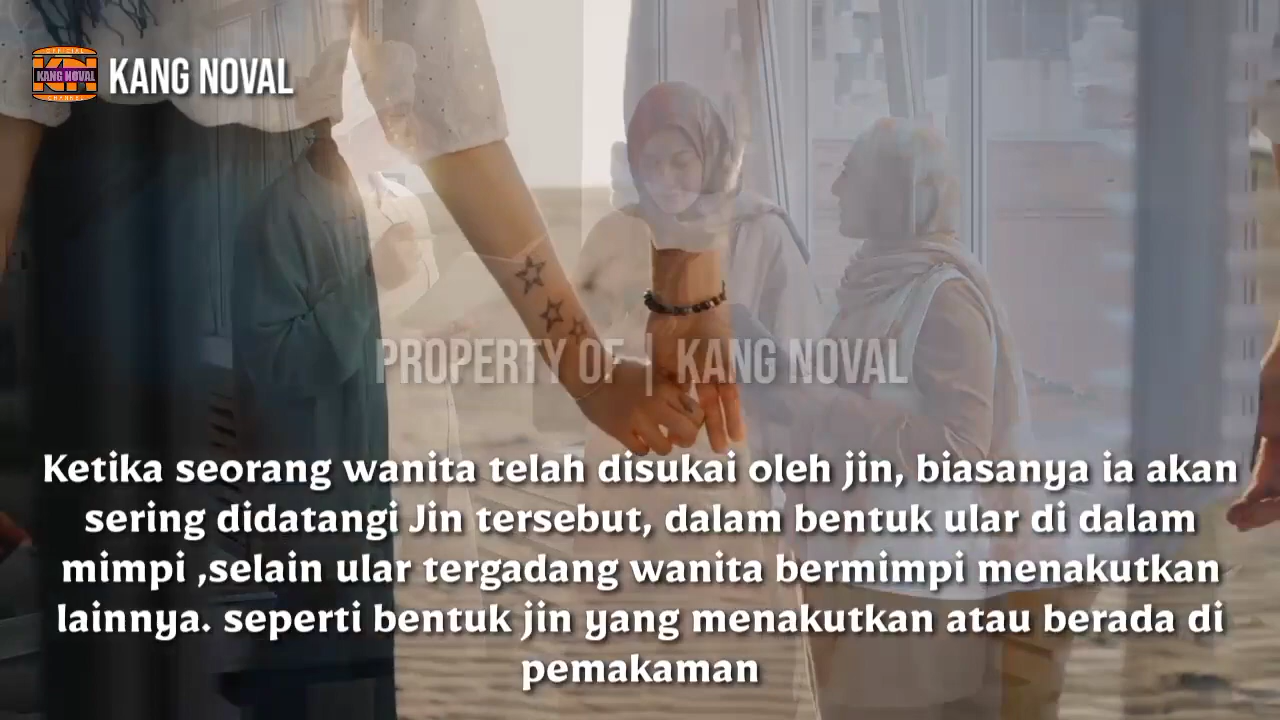 OFFICIAL
KANG NOVAL
CHANNEL
KANG NOVAL
PROPERTY OF | KANG NOVAL
Ketika seorang wanita telah disukai oleh jin, biasanya ia akan
sering didatangi Jin tersebut, dalam bentuk ular di dalam
mimpi ,selain ular tergadang wanita bermimpi menakutkan
lainnya. seperti bentuk jin yang menakutkan atau berada di
pemakaman